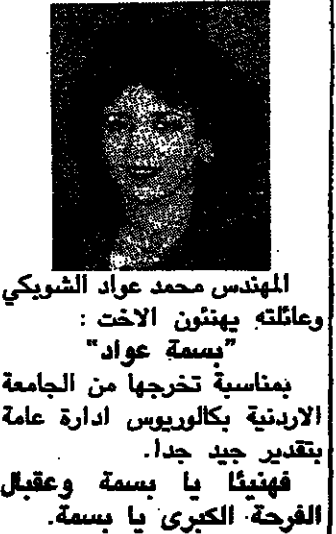 المهندس محمد عواد الشوبكي
وعائلته يهنئون الاخت :
"بسمة عواد"
بمناسبة تخرجها من الجامعة
الاردنية بكالوريوس ادارة عامة
بتقدير جيد جدا.
فهنيئا يا بسمة وعقبال
الفرحة الكبرى يا بسمة.